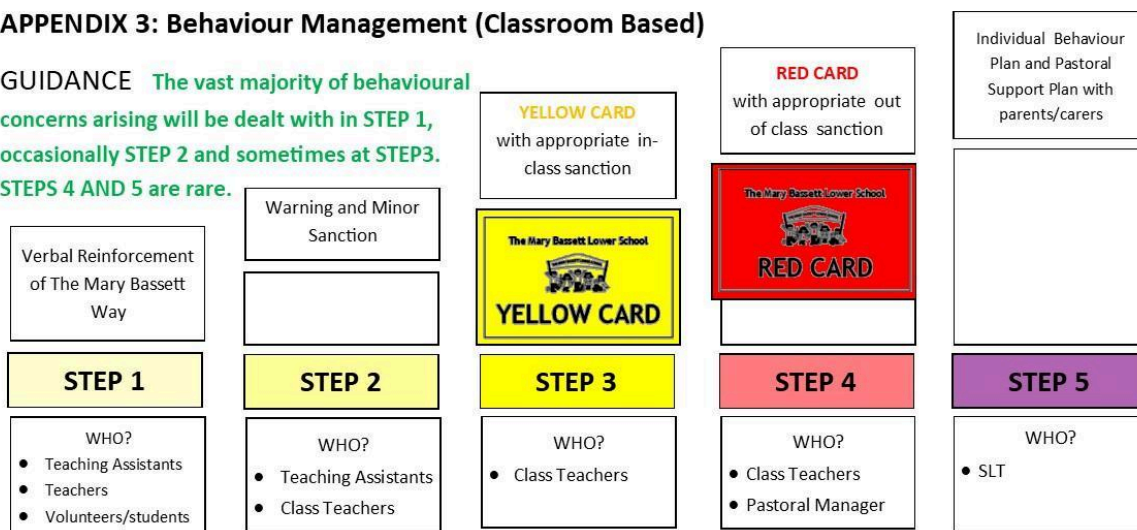 APPENDIX 3: Behaviour Management (Classroom Based)
GUIDANCE The vast majority of behavioural
concerns arising will be dealt with in STEP 1,
occasionally STEP 2 and sometimes at STEP3.
STEPS 4 AND 5 are rare.
Verbal Reinforcement
of The Mary Bassett
Way
STEP 1
WHO?
• Teaching Assistants
• Teachers
• Volunteers/students
Warning and Minor
Sanction
STEP 2
WHO?
• Teaching Assistants
• Class Teachers
YELLOW CARD
with appropriate in-
class sanction
The Mary Bassett Lower School
YELLOW CARD
STEP 3
WHO?
• Class Teachers
RED CARD
with appropriate out
of class sanction
The Mary Bassett Lower School
RED CARD
STEP 4
WHO?
• Class Teachers
• Pastoral Manager
Individual Behaviour
Plan and Pastoral
Support Plan with
parents/carers
STEP 5
WHO?
• SLT